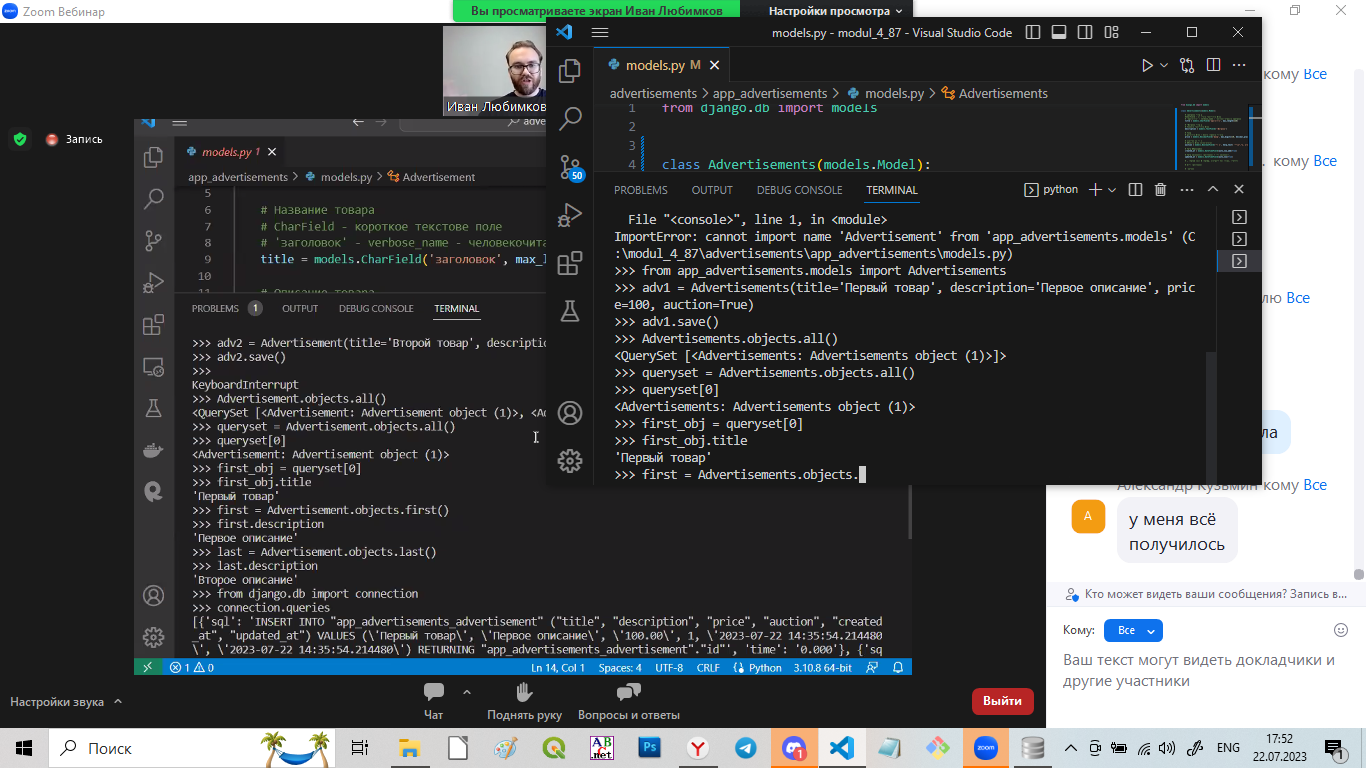 Zoom Вебинар
Вы просматриваете экран Иван Любимков
Настройки просмотра
Запись
Иван Любимков
models.py 1
app_advertisements > models.py > Advertisement
5
6 # Название товара
7 # CharField - короткое текстове поле
8 # 'заголовок' - verbose_name - человекочита
9 title = models.CharField('заголовок', max_l
10
PROBLEMS 1 OUTPUT DEBUG CONSOLE TERMINAL
>>> adv2 = Advertisement(title='Второй товар', descriptio
>>> adv2.save()
>>>
KeyboardInterrupt
>>> Advertisement.objects.all()
<QuerySet [<Advertisement: Advertisement object (1)>, <Ad
>>> queryset = Advertisement.objects.all()
>>> queryset[0]
<Advertisement: Advertisement object (1)>
>>> first_obj = queryset[0]
>>> first_obj.title
'Первый товар'
>>> first = Advertisement.objects.first()
>>> first.description
'Первое описание'
>>> last = Advertisement.objects.last()
>>> last.description
'Второе описание'
>>> from django.db import connection
>>> connection.queries
[{'sql': 'INSERT INTO "app_advertisements_advertisement" ("title", "description", "price", "auction", "created
_at", "updated_at") VALUES (\'Первый товар\', \'Первое описание\', \'100.00\', 1, \'2023-07-22 14:35:54.214480
\', \'2023-07-22 14:35:54.214480\') RETURNING "app_advertisements_advertisement"."id"', 'time': '0.000'}, {'sq
1 0 Ln 14, Col 1 Spaces: 4 UTF-8 CRLF Python 3.10.8 64-bit
models.py - modul_4_87 - Visual Studio Code
models.py M
advertisements > app_advertisements > models.py > Advertisements
1 from django.db import models
2
3
4 class Advertisements(models.Model):
50
PROBLEMS OUTPUT DEBUG CONSOLE TERMINAL python
File "<console>", line 1, in <module>
ImportError: cannot import name 'Advertisement' from 'app_advertisements.models' (C
:\modul_4_87\advertisements\app_advertisements\models.py)
>>> from app_advertisements.models import Advertisements
>>> adv1 = Advertisements(title='Первый товар', description='Первое описание', pric
e=100, auction=True)
>>> adv1.save()
>>> Advertisements.objects.all()
<QuerySet [<Advertisements: Advertisements object (1)>]>
>>> queryset = Advertisements.objects.all()
>>> queryset[0]
<Advertisements: Advertisements object (1)>
>>> first_obj = queryset[0]
>>> first_obj.title
'Первый товар'
>>> first = Advertisements.objects.
кому Все
кому Все
Все
ла
Александр Кузьмин кому Все
А
у меня всё
получилось
Кто может видеть ваши сообщения? Запись в...
Кому: Все
Ваш текст могут видеть докладчики и
другие участники
Настройки звука
Чат
Поднять руку
Вопросы и ответы
Выйти
Поиск
ENG
17:52
22.07.2023
1